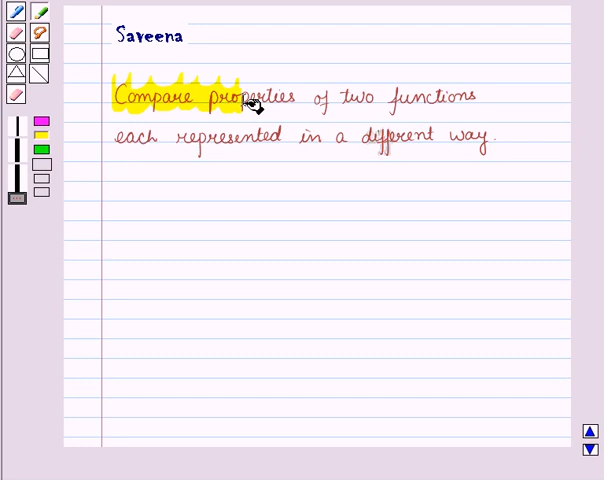 Saveena
Compare properties of two functions
each represented in a different way.